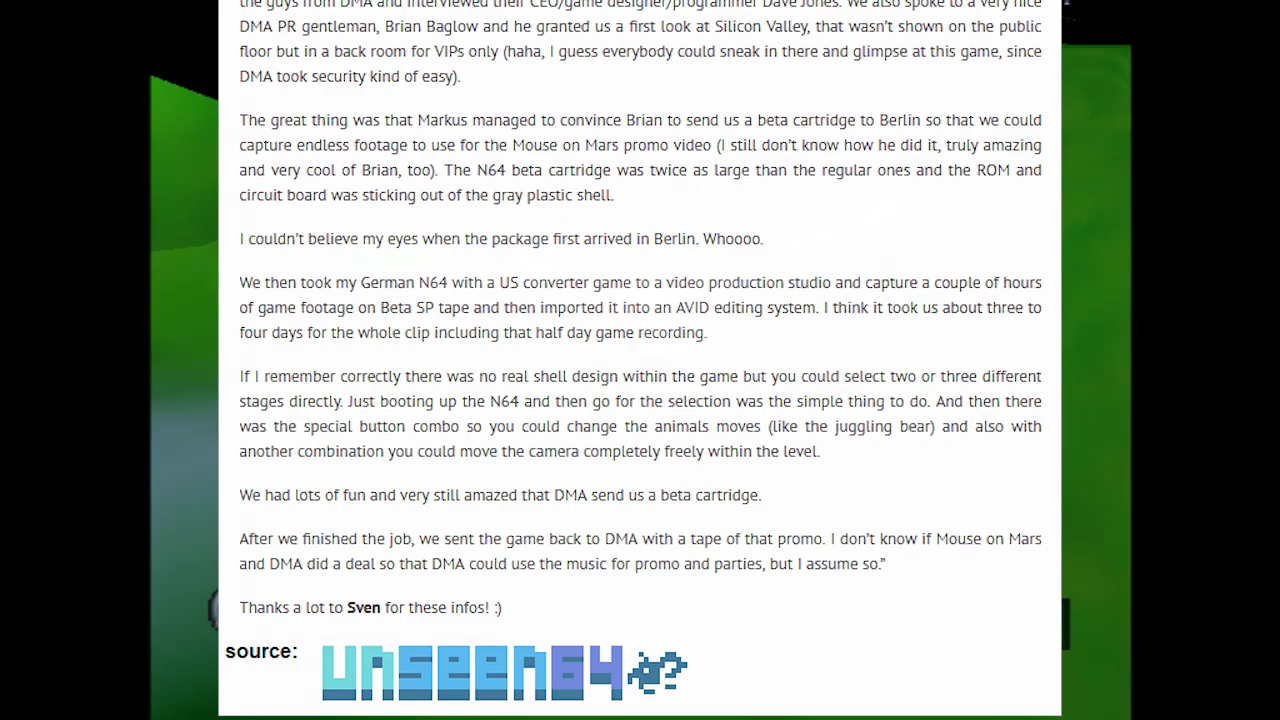 the guys from DMA and interviewed their CEO/game designer/programmer Dave Jones. We also spoke to a very nice
DMA PR gentleman, Brian Baglow and he granted us a first look at Silicon Valley, that wasn’t shown on the public
floor but in a back room for VIPs only (haha, I guess everybody could sneak in there and glimpse at this game, since
DMA took security kind of easy).
The great thing was that Markus managed to convince Brian to send us a beta cartridge to Berlin so that we could
capture endless footage to use for the Mouse on Mars promo video (I still don’t know how he did it, truly amazing
and very cool of Brian, too). The N64 beta cartridge was twice as large than the regular ones and the ROM and
circuit board was sticking out of the gray plastic shell.
I couldn’t believe my eyes when the package first arrived in Berlin. Whoooo.
We then took my German N64 with a US converter game to a video production studio and capture a couple of hours
of game footage on Beta SP tape and then imported it into an AVID editing system. I think it took us about three to
four days for the whole clip including that half day game recording.
If I remember correctly there was no real shell design within the game but you could select two or three different
stages directly. Just booting up the N64 and then go for the selection was the simple thing to do. And then there
was the special button combo so you could change the animals moves (like the juggling bear) and also with
another combination you could move the camera completely freely within the level.
We had lots of fun and very still amazed that DMA send us a beta cartridge.
After we finished the job, we sent the game back to DMA with a tape of that promo. I don’t know if Mouse on Mars
and DMA did a deal so that DMA could use the music for promo and parties, but I assume so.”
Thanks a lot to Sven for these infos! :)
source: unseen64